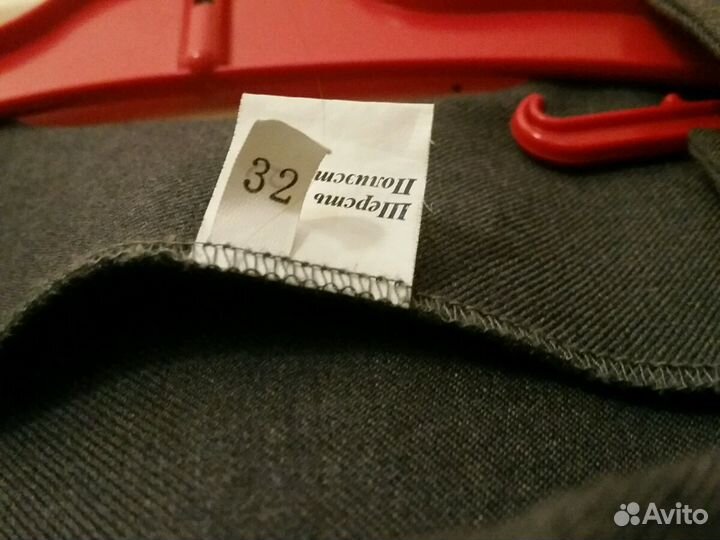 32
Шерсть
Полиэст
Avito